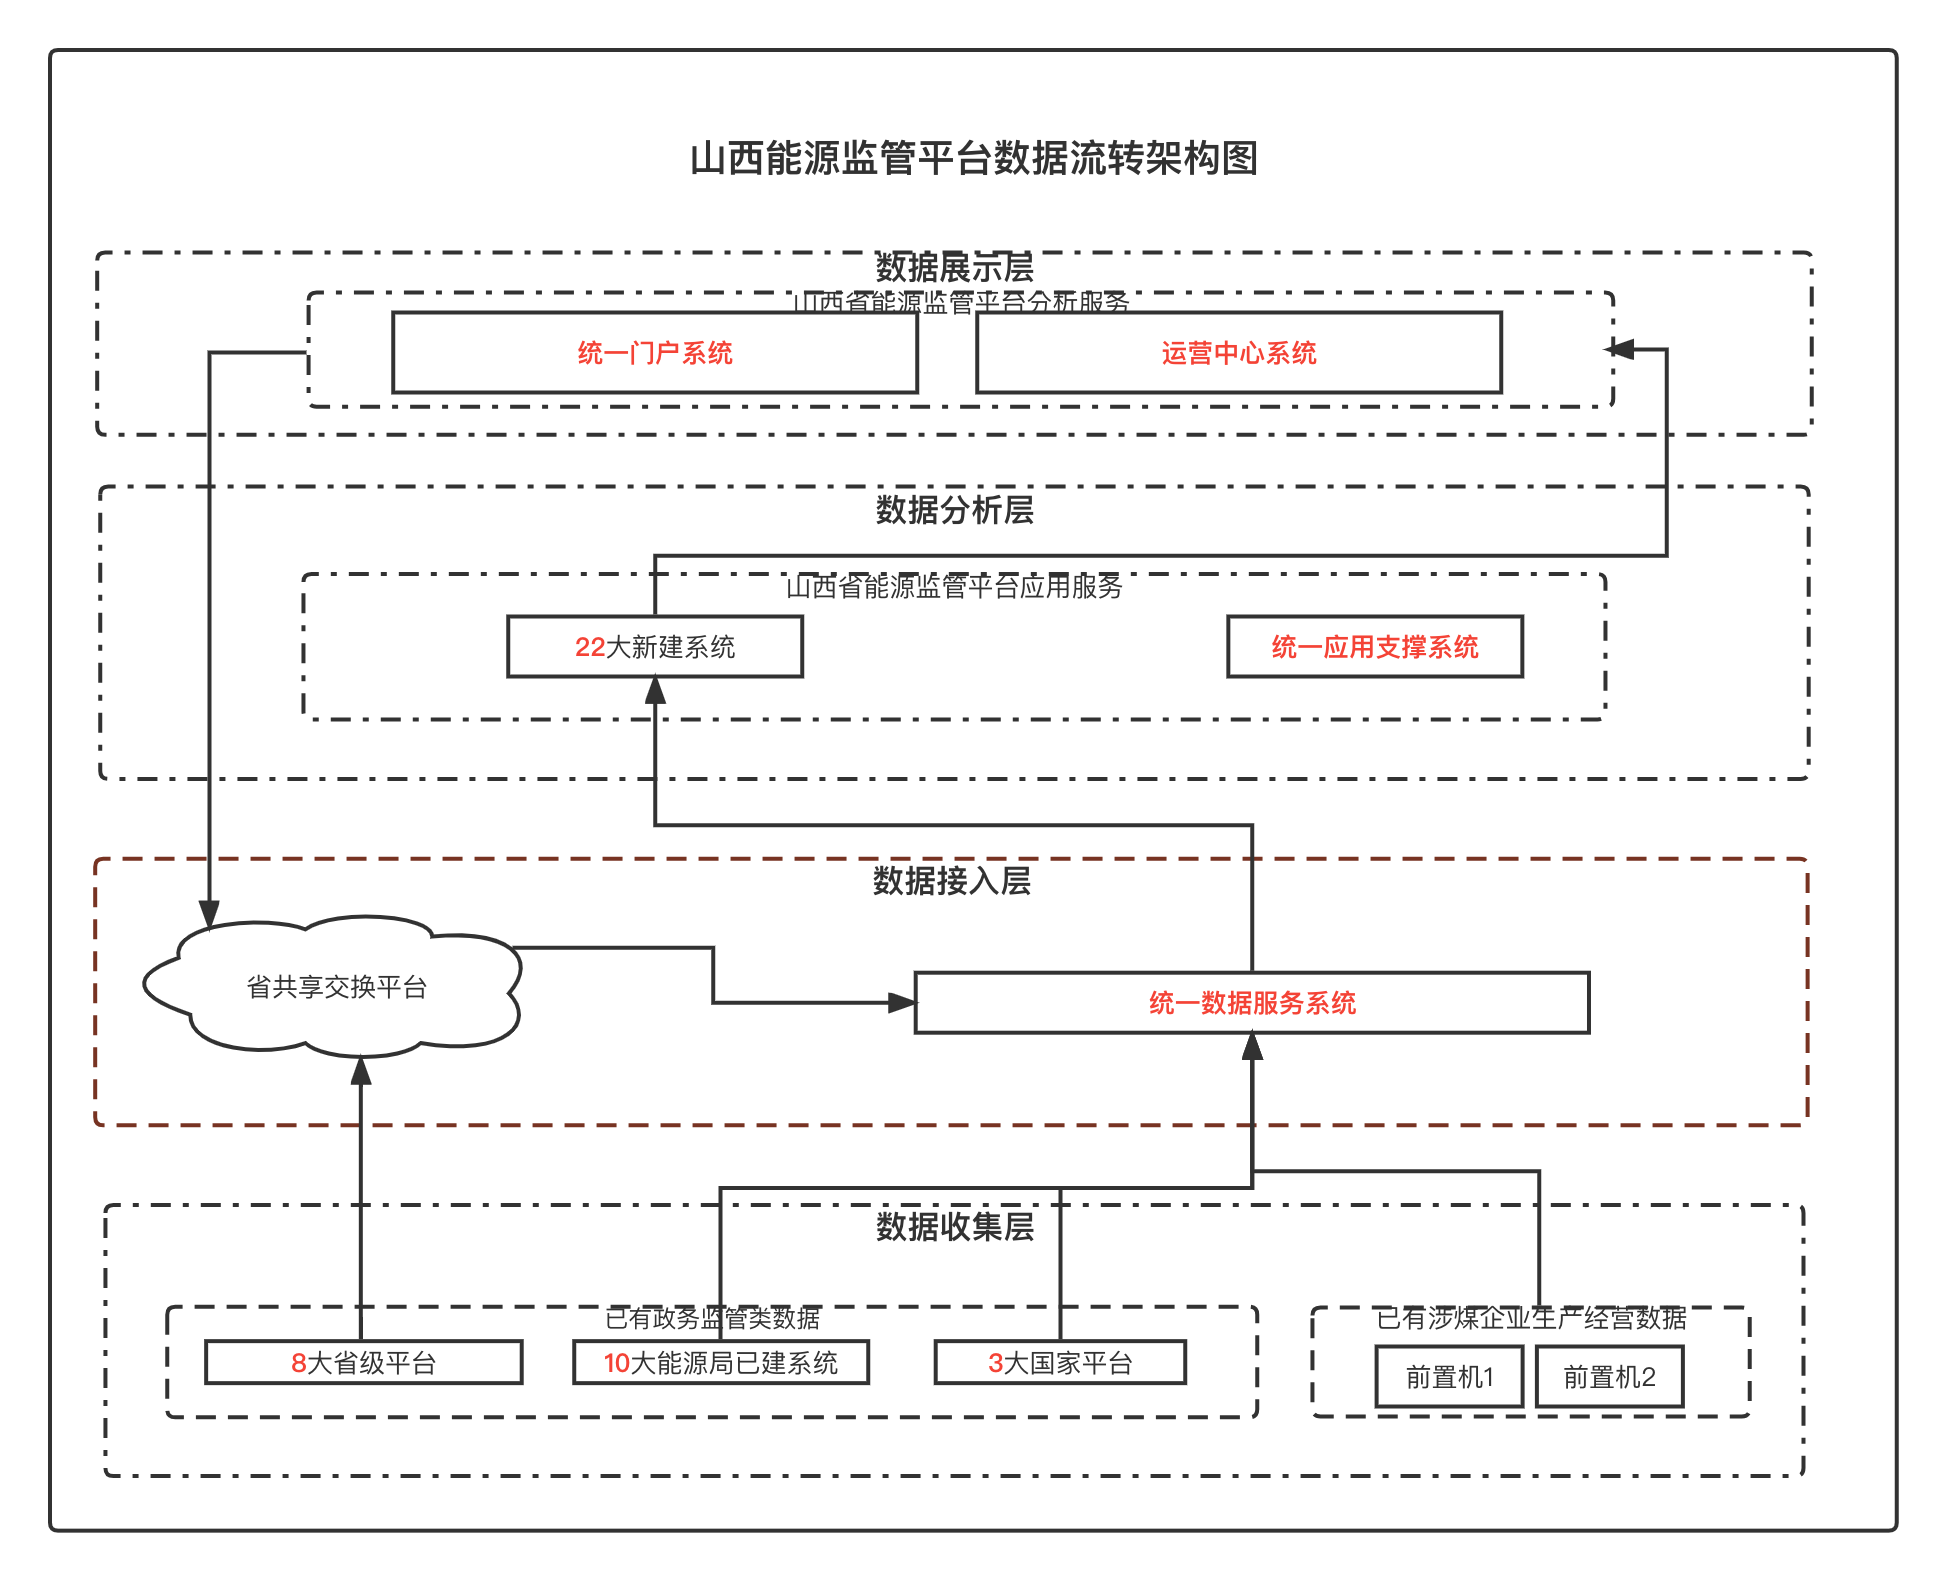 山西能源监管平台数据流转架构图
数据展示层
山西省能源监管平台分析服务
统一门户系统
运营中心系统
数据分析层
山西省能源监管平台应用服务
22大新建系统
统一应用支撑系统
数据接入层
省共享交换平台
统一数据服务系统
数据收集层
已有政务监管类数据
已有涉煤企业生产经营数据
8大省级平台
10大能源局已建系统
3大国家平台
前置机1
前置机2